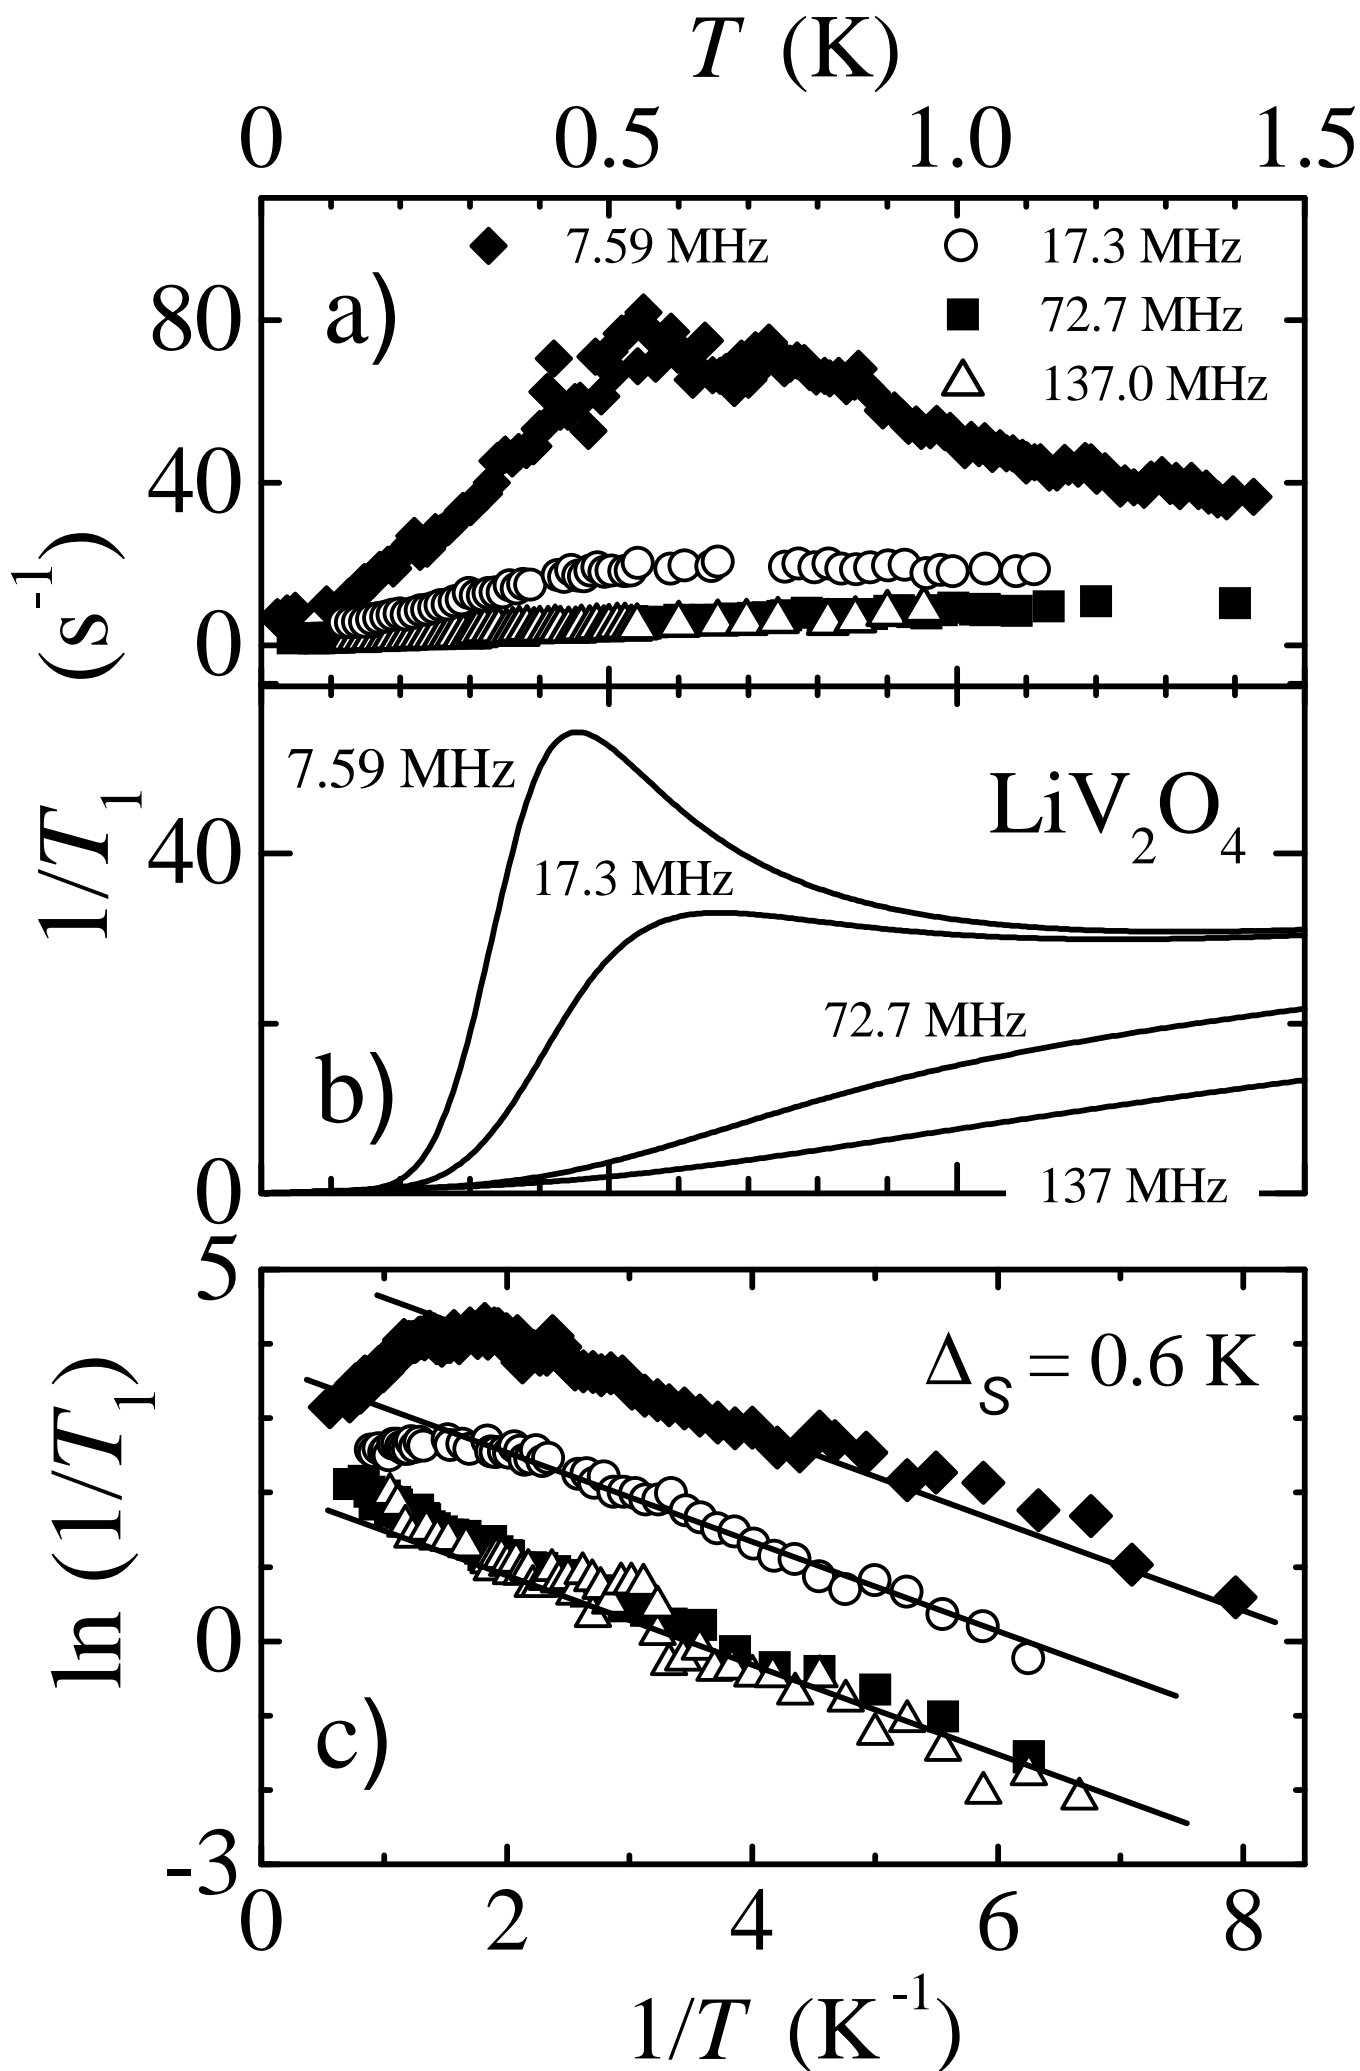 T (K)
0 0.5 1.0 1.5
7.59 MHz 17.3 MHz
a) 72.7 MHz
137.0 MHz
80
40
0
1/T₁ (s⁻¹)
7.59 MHz
LiV₂O₄
40
17.3 MHz
72.7 MHz
b)
137 MHz
0
5
Δ_S = 0.6 K
ln (1/T₁)
0
c)
-3
0 2 4 6 8
1/T (K⁻¹)